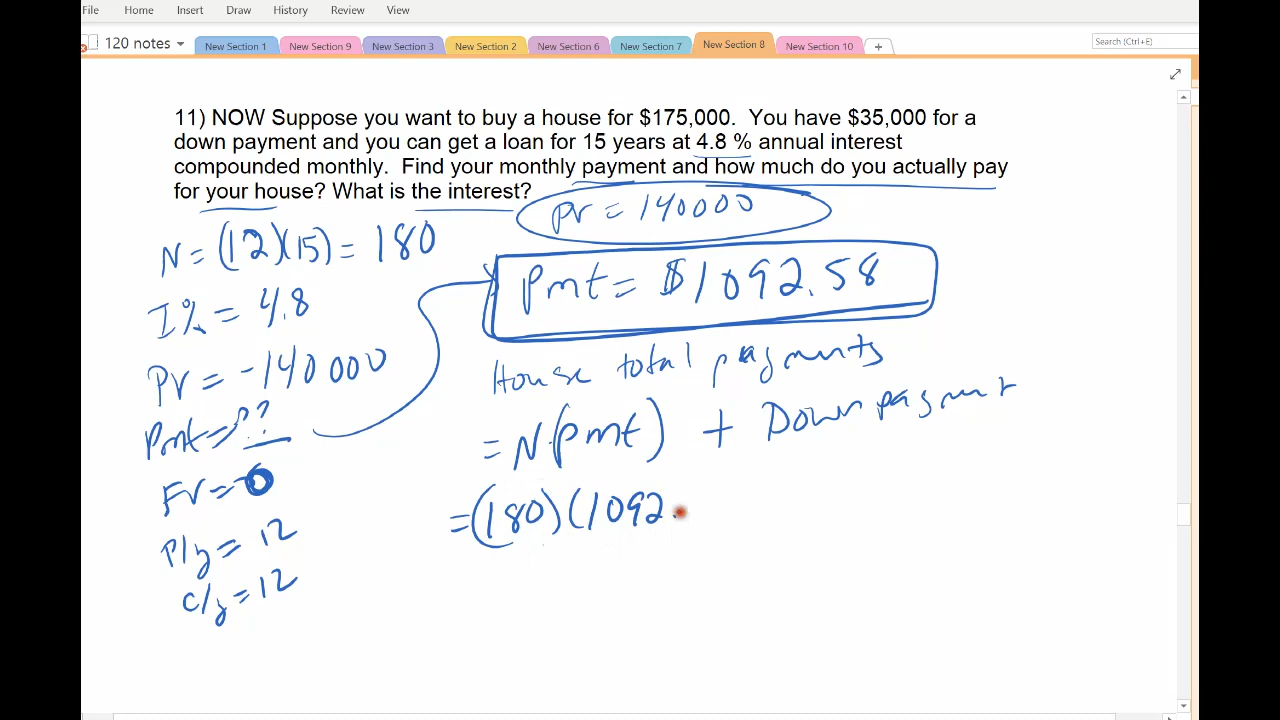 File Home Insert Draw History Review View
120 notes New Section 1 New Section 9 New Section 3 New Section 2 New Section 6 New Section 7 New Section 8 New Section 10 + Search (Ctrl+E)
11) NOW Suppose you want to buy a house for $175,000. You have $35,000 for a
down payment and you can get a loan for 15 years at 4.8 % annual interest
compounded monthly. Find your monthly payment and how much do you actually pay
for your house? What is the interest?
PV = 140000
N = (12)(15) = 180
I% = 4.8
PV = -140000
Pmt = ??
FV = 0
P/y = 12
C/y = 12
Pmt = $1092.58
House total payments
= N(pmt) + Down payment
= (180)(1092.